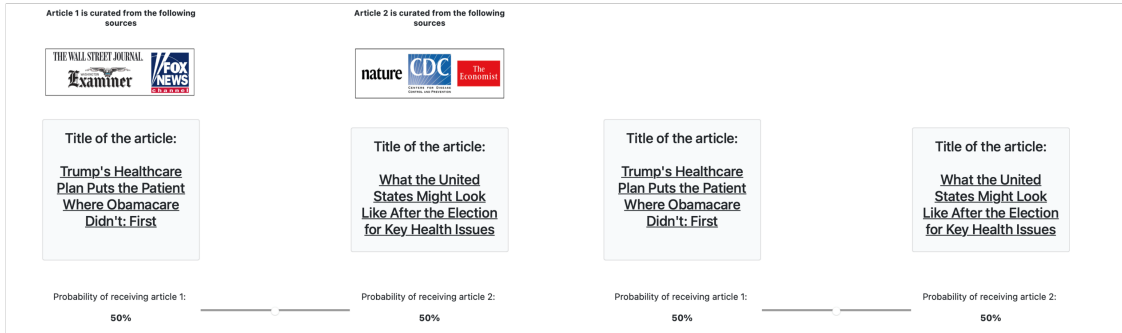 Article 1 is curated from the following
sources
THE WALL STREET JOURNAL.
WASHINGTON
Examiner
FOX
NEWS
channel
Title of the article:
Trump's Healthcare
Plan Puts the Patient
Where Obamacare
Didn't: First
Probability of receiving article 1:
50%
Article 2 is curated from the following
sources
nature
CDC
CENTERS FOR DISEASE
CONTROL AND PREVENTION
The
Economist
Title of the article:
What the United
States Might Look
Like After the Election
for Key Health Issues
Probability of receiving article 2:
50%
Title of the article:
Trump's Healthcare
Plan Puts the Patient
Where Obamacare
Didn't: First
Probability of receiving article 1:
50%
Title of the article:
What the United
States Might Look
Like After the Election
for Key Health Issues
Probability of receiving article 2:
50%